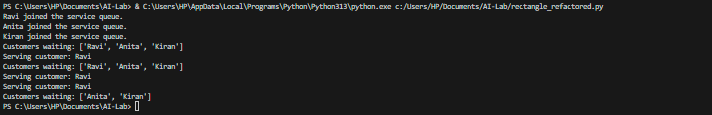 PS C:\Users\HP\Documents\AI-Lab> & C:\Users\HP\AppData\Local\Programs\Python\Python313\python.exe c:/Users/HP/Documents/AI-Lab/rectangle_refactored.py
Ravi joined the service queue.
Anita joined the service queue.
Kiran joined the service queue.
Customers waiting: ['Ravi', 'Anita', 'Kiran']
Serving customer: Ravi
Customers waiting: ['Ravi', 'Anita', 'Kiran']
Serving customer: Ravi
Serving customer: Ravi
Customers waiting: ['Anita', 'Kiran']
PS C:\Users\HP\Documents\AI-Lab>